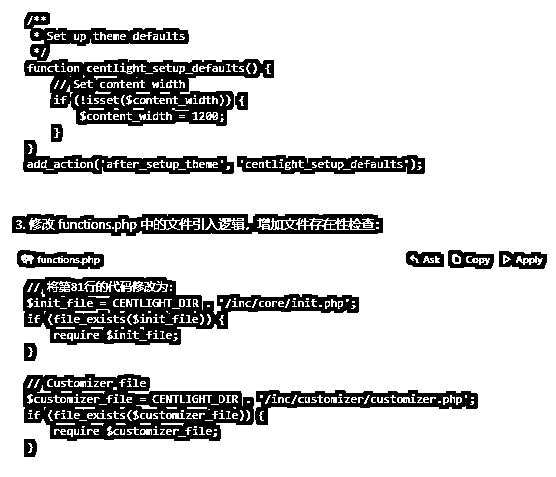 /**
* Set up theme defaults
*/
function centlight_setup_defaults() {
// Set content width
if (!isset($content_width)) {
$content_width = 1200;
}
}
add_action('after_setup_theme', 'centlight_setup_defaults');
3. 修改 functions.php 中的文件引入逻辑，增加文件存在性检查：
functions.php Ask Copy Apply
// 将第81行的代码修改为:
$init_file = CENTLIGHT_DIR . '/inc/core/init.php';
if (file_exists($init_file)) {
require $init_file;
}
// Customizer file
$customizer_file = CENTLIGHT_DIR . '/inc/customizer/customizer.php';
if (file_exists($customizer_file)) {
require $customizer_file;
}